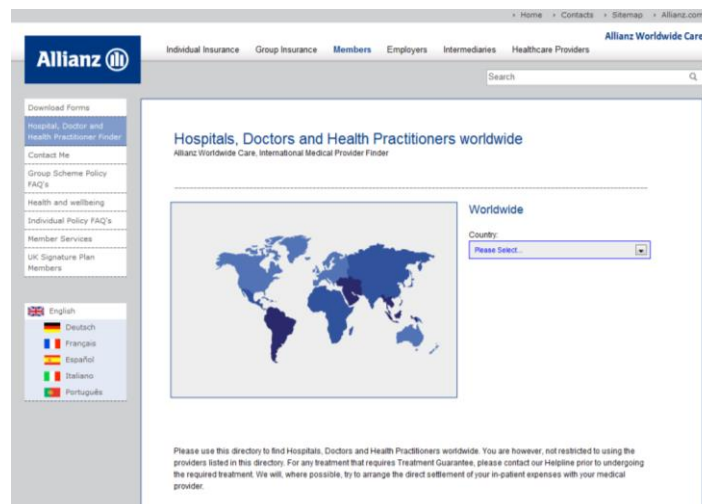 Home
Contacts
Sitemap
Allianz.com
Allianz
Individual Insurance
Group Insurance
Members
Employers
Intermediaries
Healthcare Providers
Allianz Worldwide Care
Search
Download Forms
Hospital, Doctor and
Health Practitioner Finder
Contact Me
Group Scheme Policy
FAQ's
Health and wellbeing
Individual Policy FAQ's
Member Services
UK Signature Plan
Members
English
Deutsch
Français
Español
Italiano
Português
Hospitals, Doctors and Health Practitioners worldwide
Allianz Worldwide Care, International Medical Provider Finder
Worldwide
Country:
Please Select...
Please use this directory to find Hospitals, Doctors and Health Practitioners worldwide. You are however, not restricted to using the
providers listed in this directory. For any treatment that requires Treatment Guarantee, please contact our Helpline prior to undergoing
the required treatment. We will, where possible, try to arrange the direct settlement of your in-patient expenses with your medical
provider.